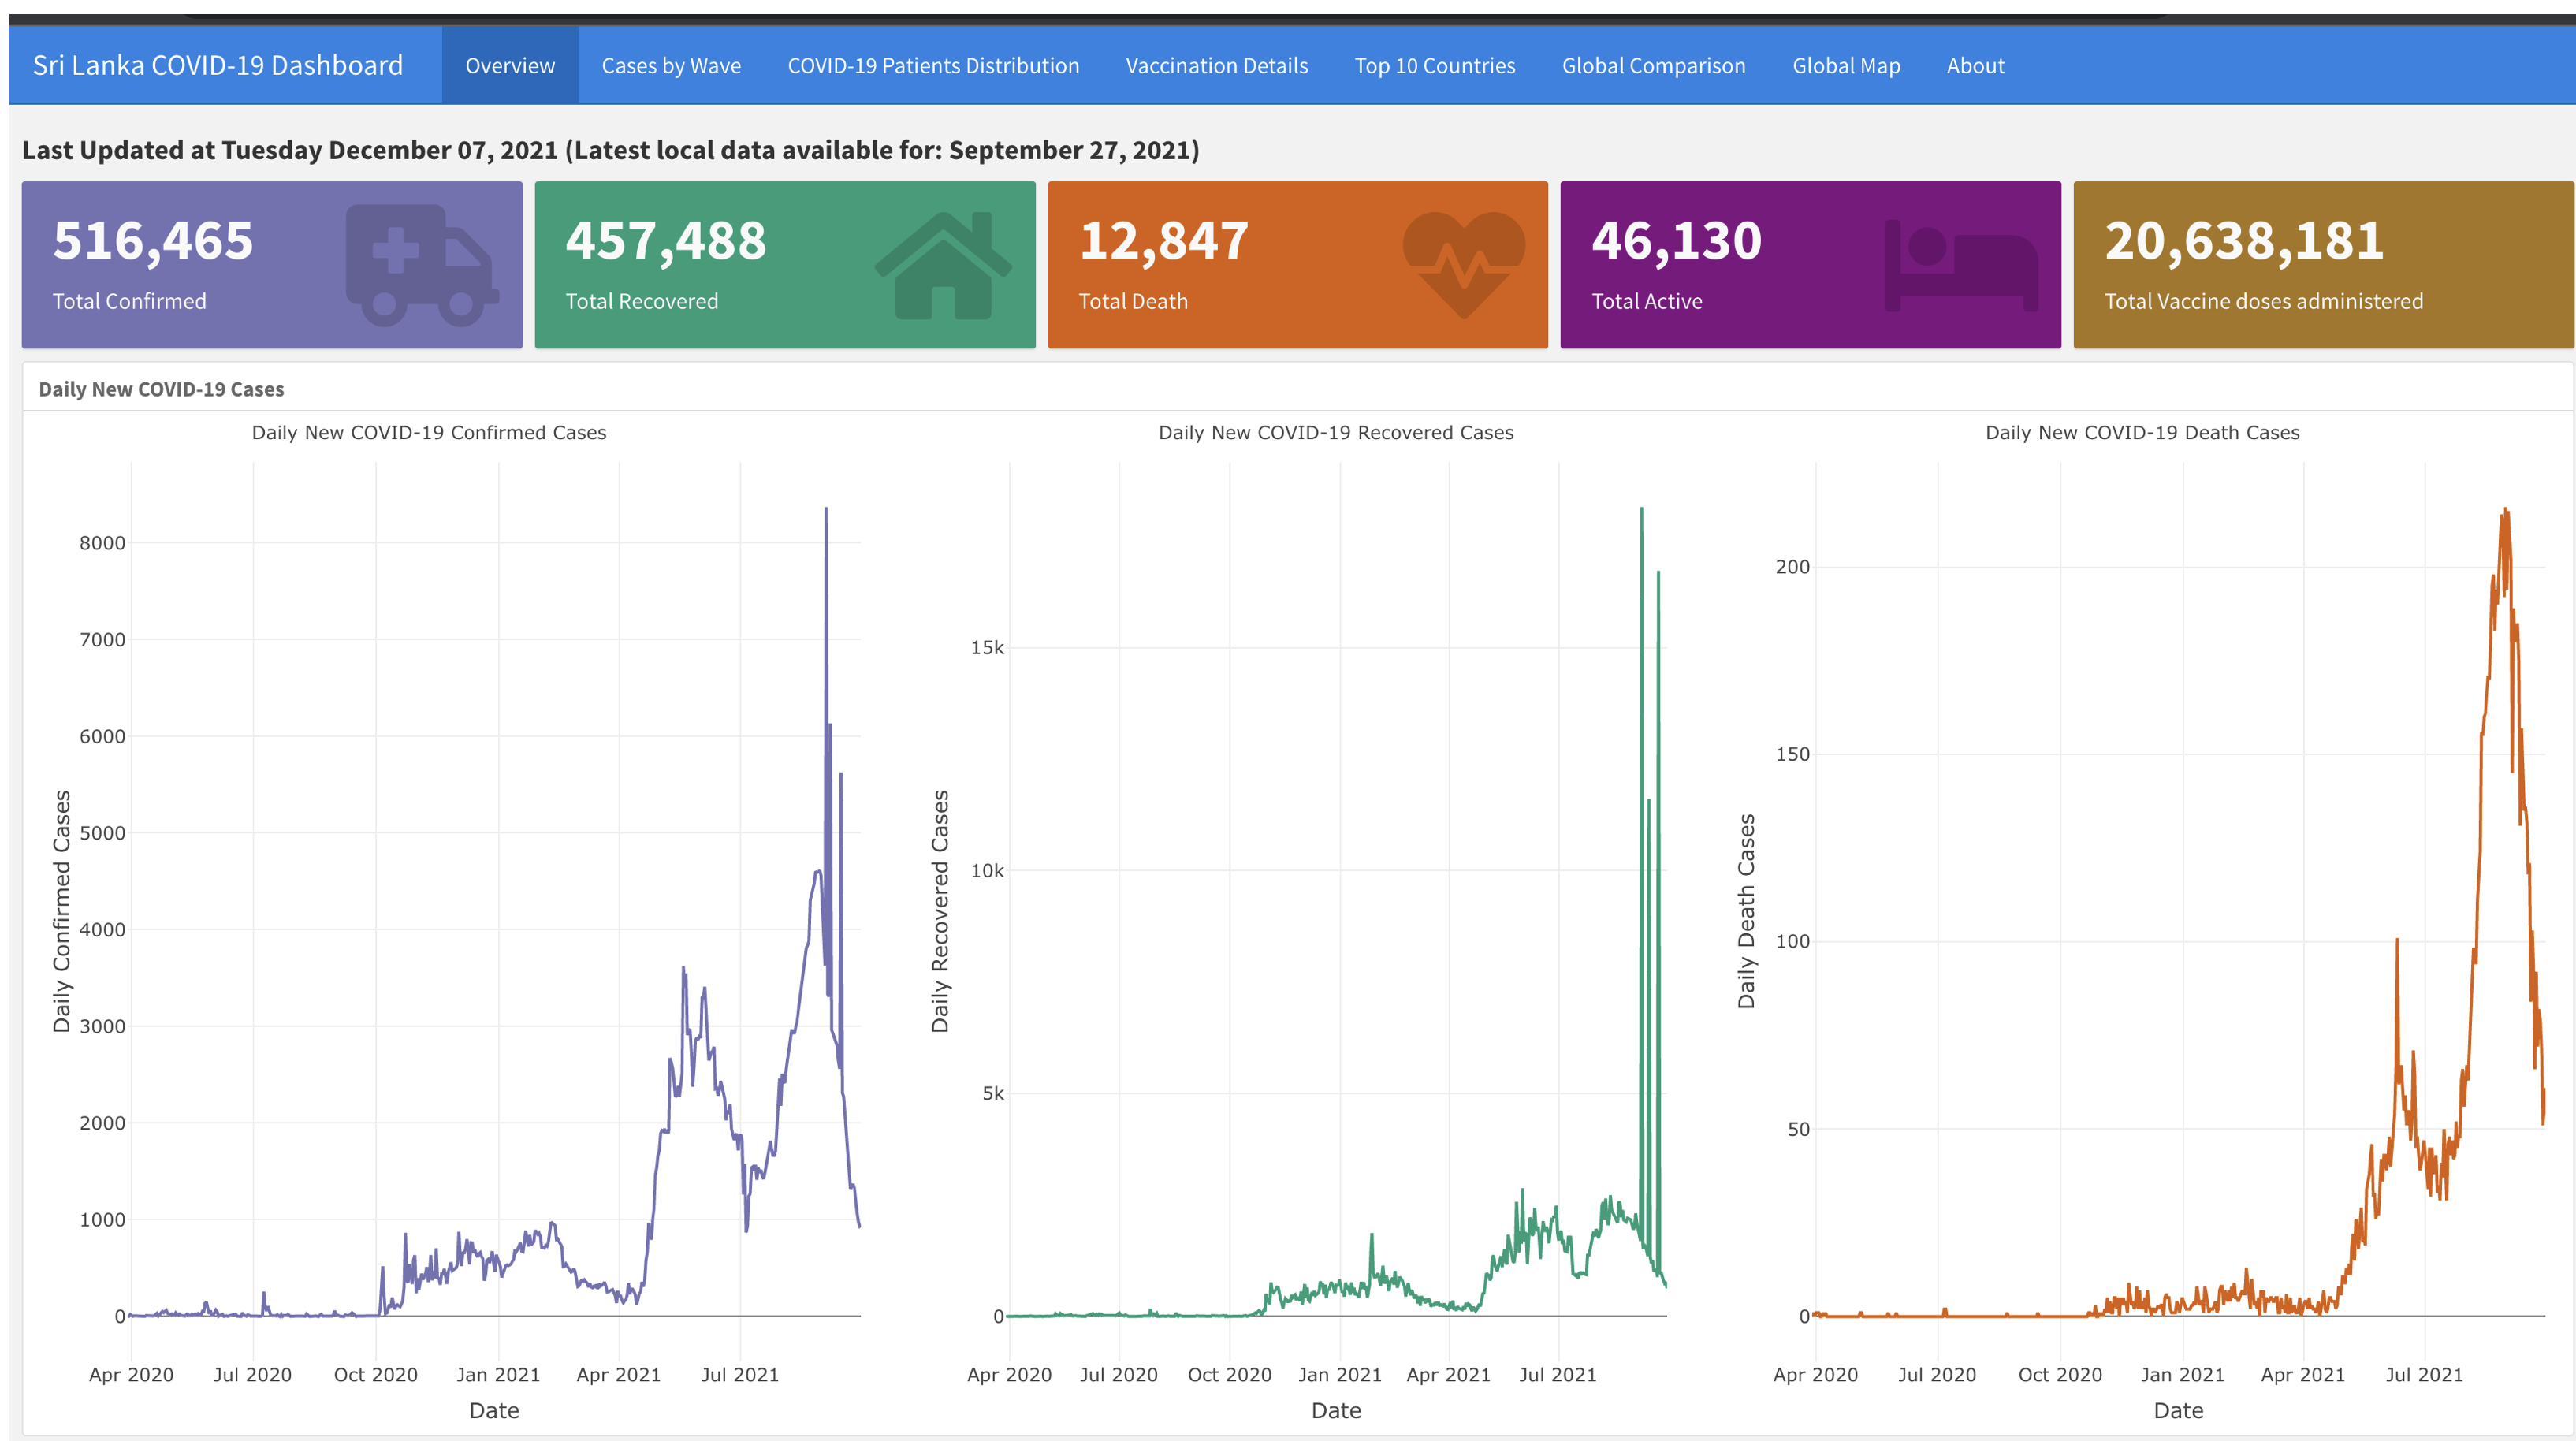 Sri Lanka COVID-19 Dashboard Overview Cases by Wave COVID-19 Patients Distribution Vaccination Details Top 10 Countries Global Comparison Global Map About
Last Updated at Tuesday December 07, 2021 (Latest local data available for: September 27, 2021)
516,465
Total Confirmed
457,488
Total Recovered
12,847
Total Death
46,130
Total Active
20,638,181
Total Vaccine doses administered
Daily New COVID-19 Cases
Daily New COVID-19 Confirmed Cases
8000
7000
6000
5000
4000
3000
2000
1000
0
Daily Confirmed Cases
Apr 2020 Jul 2020 Oct 2020 Jan 2021 Apr 2021 Jul 2021
Date
Daily New COVID-19 Recovered Cases
15k
10k
5k
0
Daily Recovered Cases
Apr 2020 Jul 2020 Oct 2020 Jan 2021 Apr 2021 Jul 2021
Date
Daily New COVID-19 Death Cases
200
150
100
50
0
Daily Death Cases
Apr 2020 Jul 2020 Oct 2020 Jan 2021 Apr 2021 Jul 2021
Date